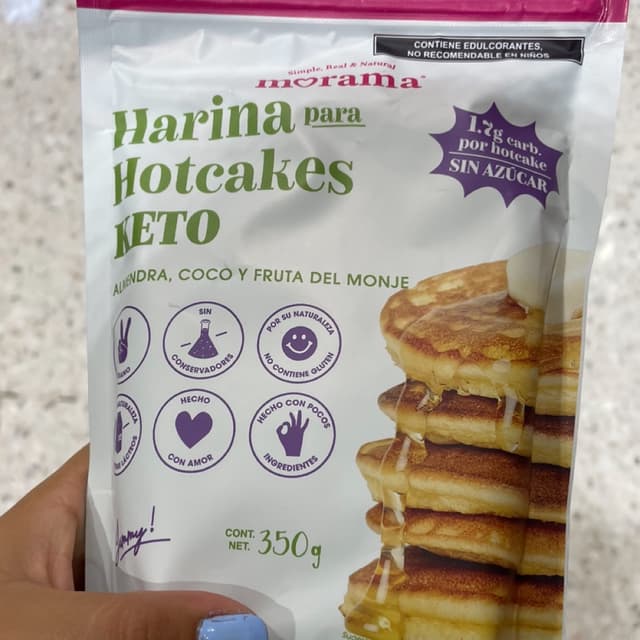 CONTIENE EDULCORANTES,
NO RECOMENDABLE EN NIÑOS
Simple, Real & Natural
morama
Harina para
Hotcakes
KETO
1.7g carb.
por hotcake
SIN AZÚCAR
ALMENDRA, COCO Y FRUTA DEL MONJE
SIN
CONSERVADORES
POR SU NATURALEZA
NO CONTIENE GLUTEN
HECHO
CON AMOR
HECHO CON POCOS
INGREDIENTES
Yummy!
CONT.
NET. 350g